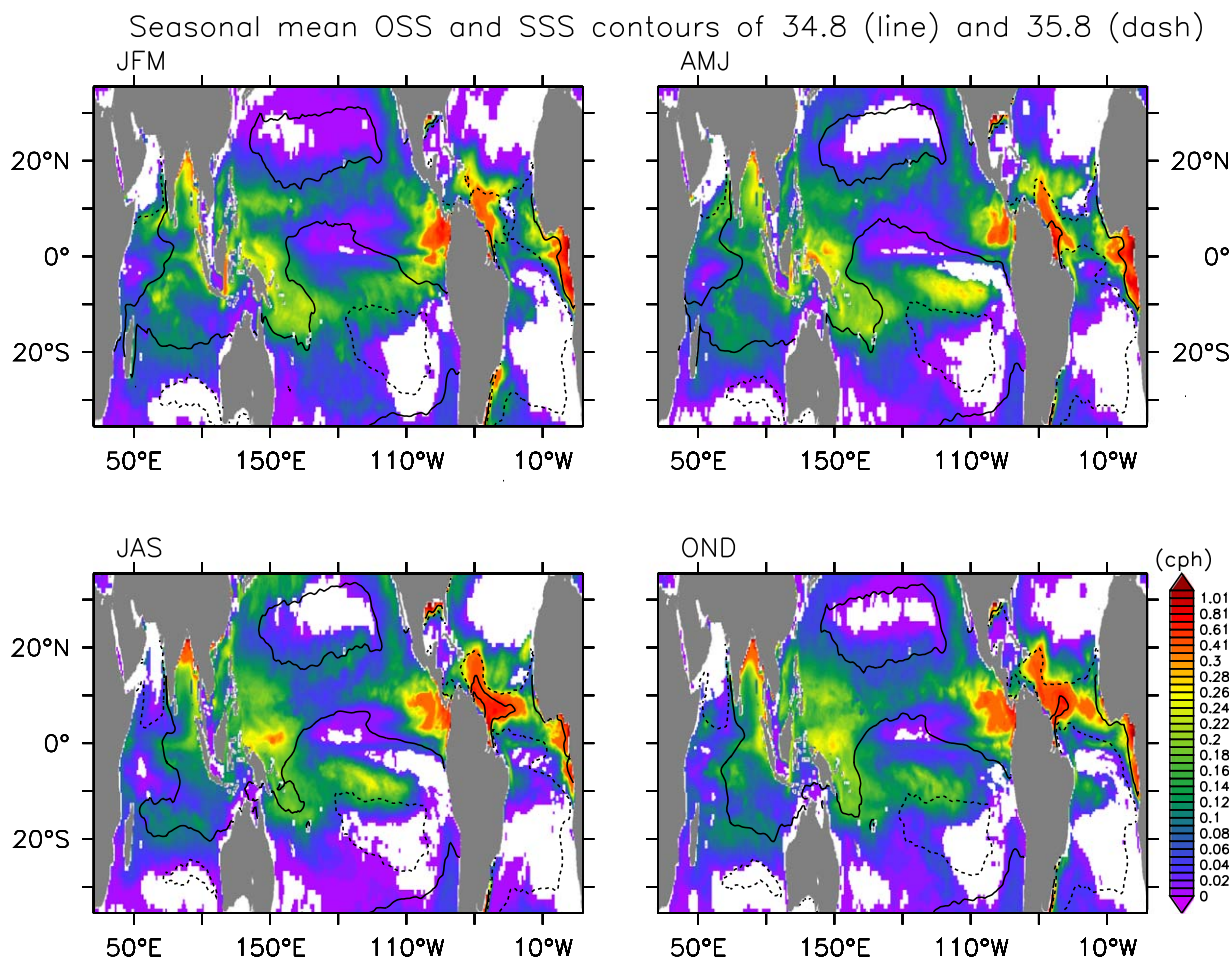 Seasonal mean OSS and SSS contours of 34.8 (line) and 35.8 (dash)
JFM
AMJ
20°N
0°
20°S
20°N
0°
20°S
50°E 150°E 110°W 10°W
50°E 150°E 110°W 10°W
JAS
OND
(cph)
20°N
0°
20°S
1.01
0.81
0.61
0.41
0.3
0.28
0.26
0.24
0.22
0.2
0.18
0.16
0.14
0.12
0.1
0.08
0.06
0.04
0.02
0
50°E 150°E 110°W 10°W
50°E 150°E 110°W 10°W